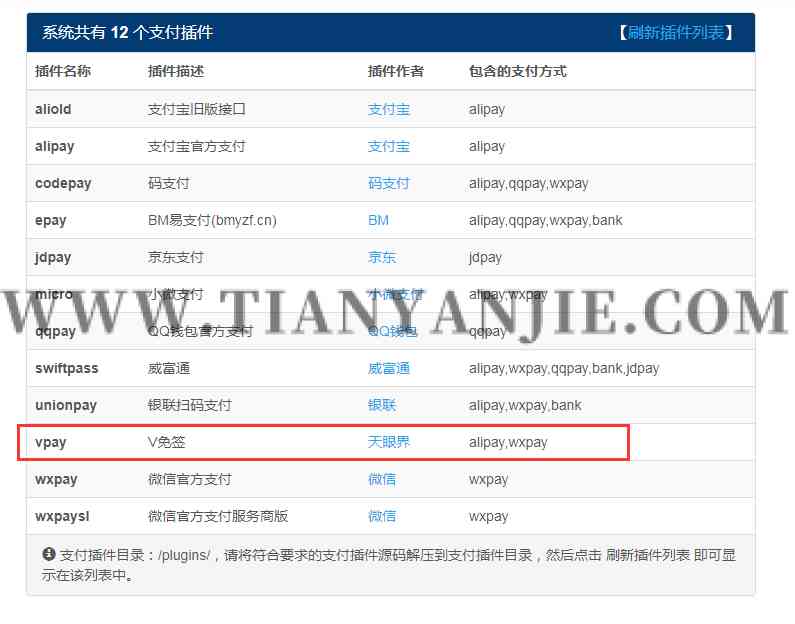 系统共有 12 个支付插件 【刷新插件列表】
插件名称 插件描述 插件作者 包含的支付方式
aliold 支付宝旧版接口 支付宝 alipay
alipay 支付宝官方支付 支付宝 alipay
codepay 码支付 码支付 alipay,qqpay,wxpay
epay BM易支付(bmyzf.cn) BM alipay,qqpay,wxpay,bank
jdpay 京东支付 京东 jdpay
micro 小微支付 小微支付 alipay,wxpay
WWW.TIANYANJIE.COM
qqpay QQ钱包官方支付 QQ钱包 qqpay
swiftpass 威富通 威富通 alipay,wxpay,qqpay,bank,jdpay
unionpay 银联扫码支付 银联 alipay,wxpay,bank
vpay V免签 天眼界 alipay,wxpay
wxpay 微信官方支付 微信 wxpay
wxpaysl 微信官方支付服务商版 微信 wxpay
支付插件目录：/plugins/，请将符合要求的支付插件源码解压到支付插件目录，然后点击 刷新插件列表 即可显
示在该列表中。